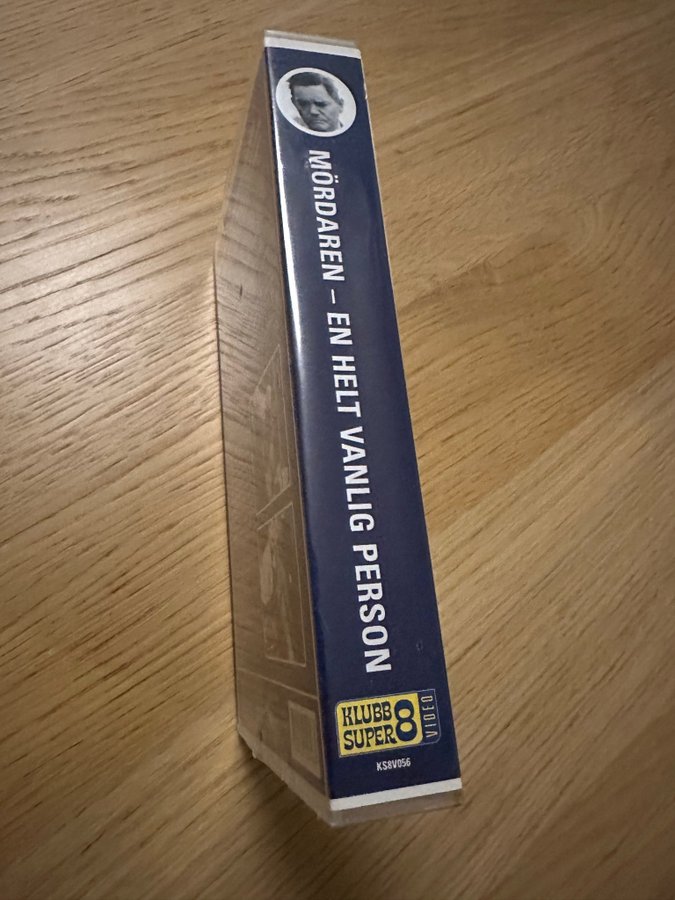 MÖRDAREN – EN HELT VANLIG PERSON
KLUBB
SUPER 8
VIDEO
KS8V056